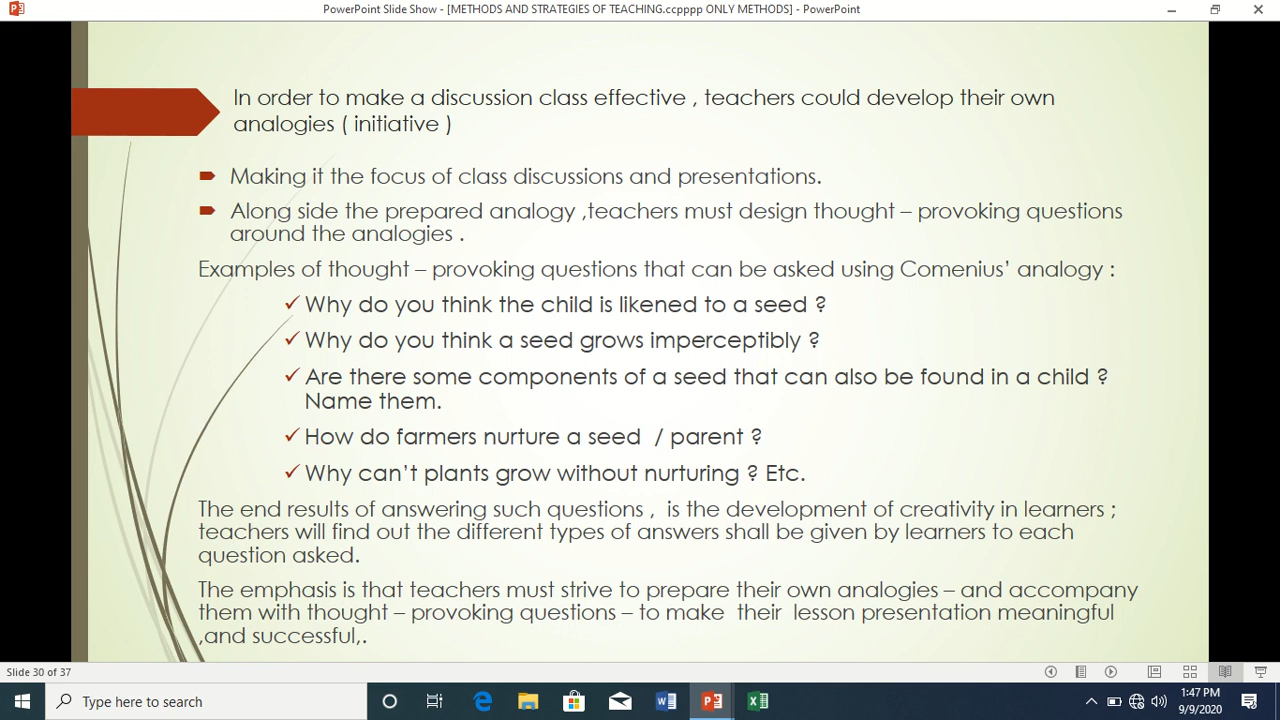 PowerPoint Slide Show - [METHODS AND STRATEGIES OF TEACHING.ccpppp ONLY METHODS] - PowerPoint
In order to make a discussion class effective , teachers could develop their own
analogies ( initiative )
Making it the focus of class discussions and presentations.
Along side the prepared analogy ,teachers must design thought – provoking questions
around the analogies .
Examples of thought – provoking questions that can be asked using Comenius’ analogy :
Why do you think the child is likened to a seed ?
Why do you think a seed grows imperceptibly ?
Are there some components of a seed that can also be found in a child ?
Name them.
How do farmers nurture a seed / parent ?
Why can’t plants grow without nurturing ? Etc.
The end results of answering such questions , is the development of creativity in learners ;
teachers will find out the different types of answers shall be given by learners to each
question asked.
The emphasis is that teachers must strive to prepare their own analogies – and accompany
them with thought – provoking questions – to make their lesson presentation meaningful
,and successful,.
Slide 30 of 37
Type here to search
1:47 PM
9/9/2020